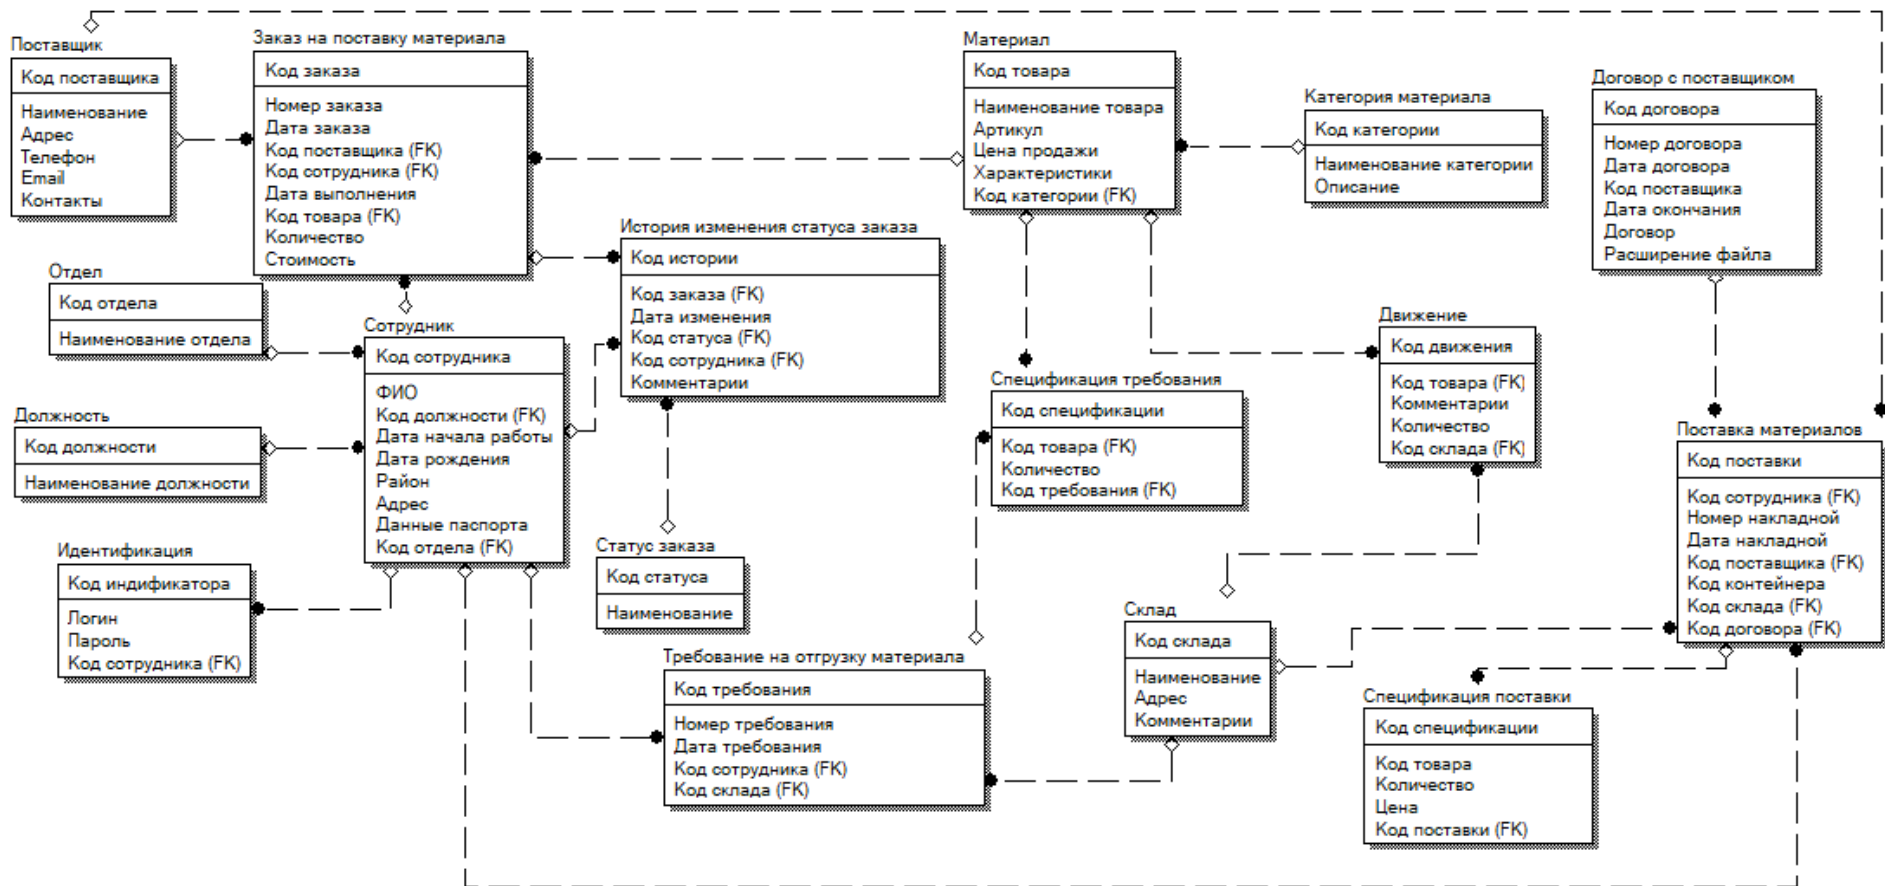 Поставщик
Код поставщика
Наименование
Адрес
Телефон
Email
Контакты
Заказ на поставку материала
Код заказа
Номер заказа
Дата заказа
Код поставщика (FK)
Код сотрудника (FK)
Дата выполнения
Код товара (FK)
Количество
Стоимость
Материал
Код товара
Наименование товара
Артикул
Цена продажи
Характеристики
Код категории (FK)
Категория материала
Код категории
Наименование категории
Описание
Договор с поставщиком
Код договора
Номер договора
Дата договора
Код поставщика
Дата окончания
Договор
Расширение файла
История изменения статуса заказа
Код истории
Код заказа (FK)
Дата изменения
Код статуса (FK)
Код сотрудника (FK)
Комментарии
Отдел
Код отдела
Наименование отдела
Сотрудник
Код сотрудника
ФИО
Код должности (FK)
Дата начала работы
Дата рождения
Район
Адрес
Данные паспорта
Код отдела (FK)
Движение
Код движения
Код товара (FK)
Комментарии
Количество
Код склада (FK)
Спецификация требования
Код спецификации
Код товара (FK)
Количество
Код требования (FK)
Должность
Код должности
Наименование должности
Поставка материалов
Код поставки
Код сотрудника (FK)
Номер накладной
Дата накладной
Код поставщика (FK)
Код контейнера
Код склада (FK)
Код договора (FK)
Идентификация
Код индификатора
Логин
Пароль
Код сотрудника (FK)
Статус заказа
Код статуса
Наименование
Склад
Код склада
Наименование
Адрес
Комментарии
Требование на отгрузку материала
Код требования
Номер требования
Дата требования
Код сотрудника (FK)
Код склада (FK)
Спецификация поставки
Код спецификации
Код товара
Количество
Цена
Код поставки (FK)